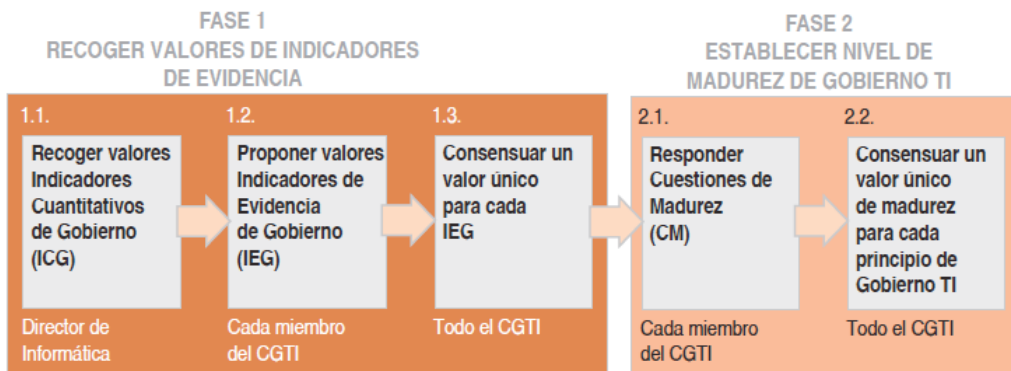 FASE 1
RECOGER VALORES DE INDICADORES
DE EVIDENCIA
1.1.
Recoger valores
Indicadores
Cuantitativos
de Gobierno
(ICG)
Director de
Informática
1.2.
Proponer valores
Indicadores de
Evidencia
de Gobierno
(IEG)
Cada miembro
del CGTI
1.3.
Consensuar un
valor único
para cada
IEG
Todo el CGTI
FASE 2
ESTABLECER NIVEL DE
MADUREZ DE GOBIERNO TI
2.1.
Responder
Cuestiones de
Madurez
(CM)
Cada miembro
del CGTI
2.2.
Consensuar un
valor único
de madurez
para cada
principio de
Gobierno TI
Todo el CGTI